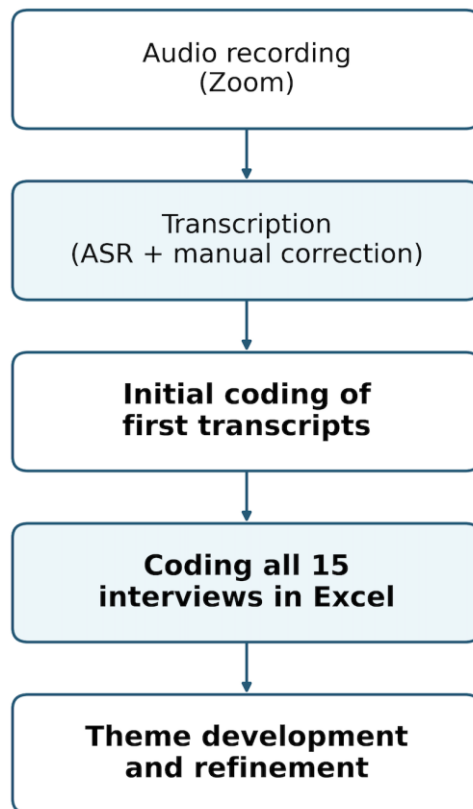 Audio recording
(Zoom)
Transcription
(ASR + manual correction)
Initial coding of
first transcripts
Coding all 15
interviews in Excel
Theme development
and refinement